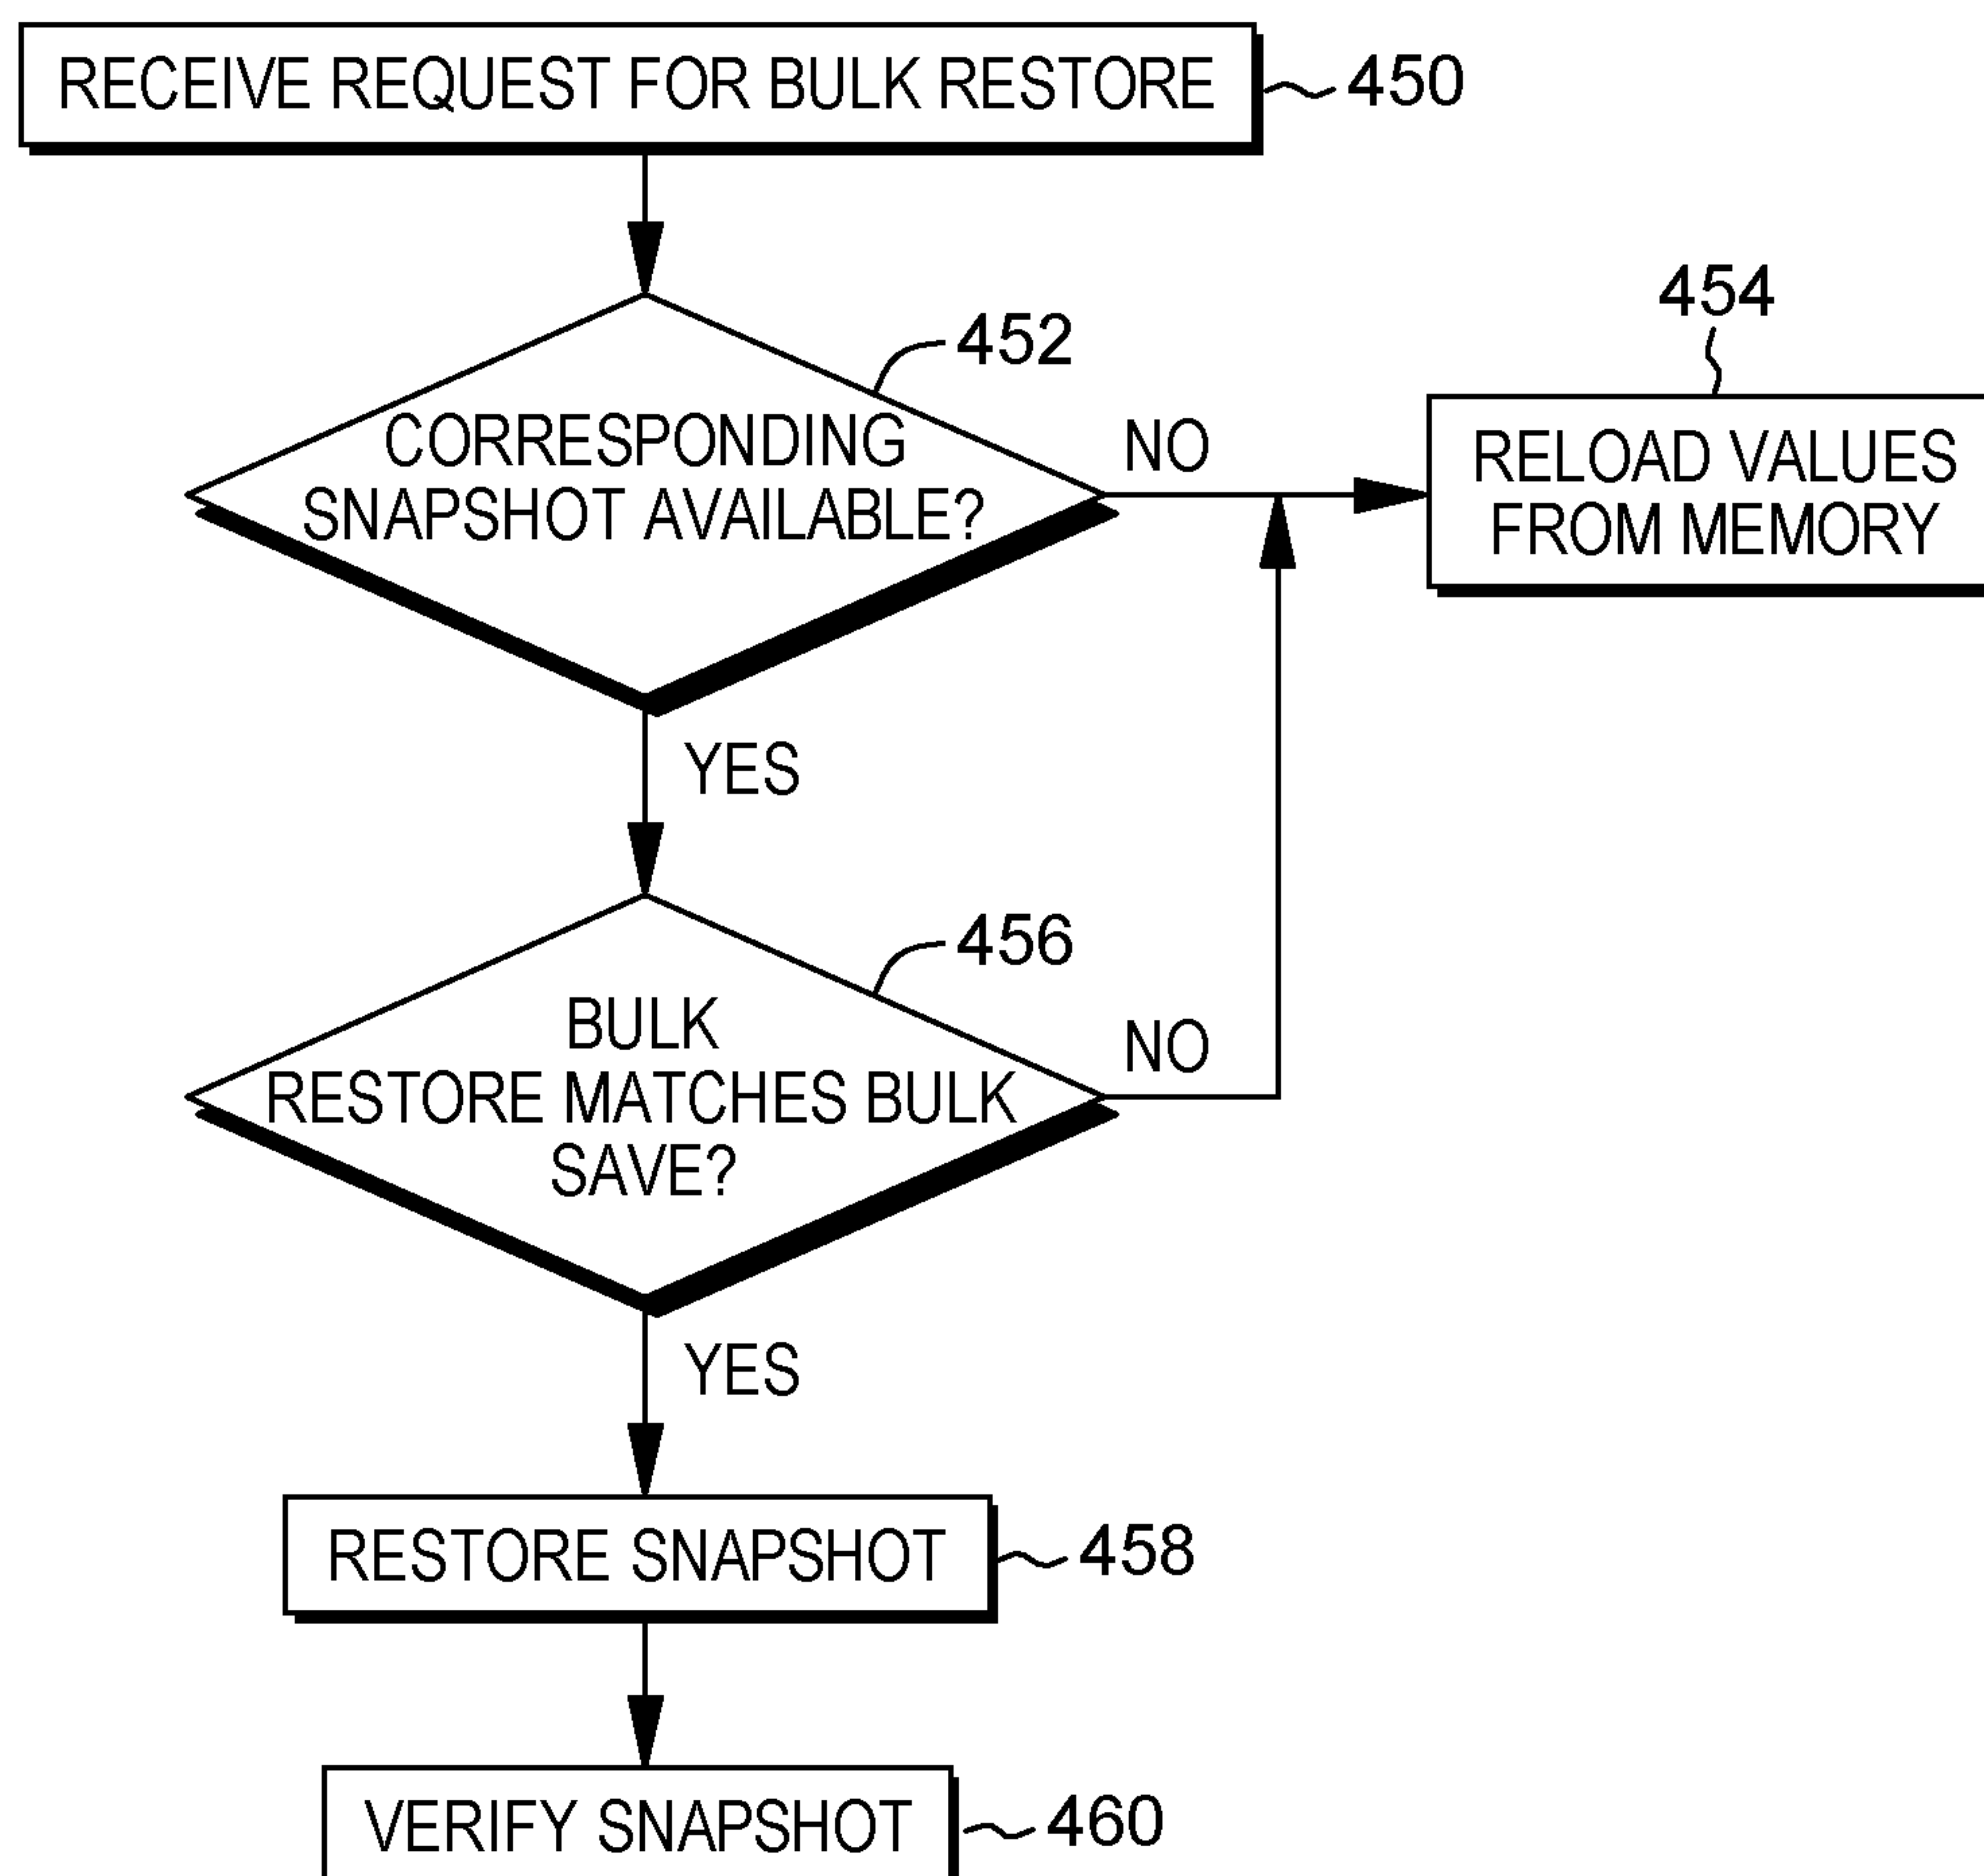 RECEIVE REQUEST FOR BULK RESTORE
450
452
CORRESPONDING
SNAPSHOT AVAILABLE?
NO
454
RELOAD VALUES
FROM MEMORY
YES
456
BULK
RESTORE MATCHES BULK
SAVE?
NO
YES
RESTORE SNAPSHOT
458
VERIFY SNAPSHOT
460